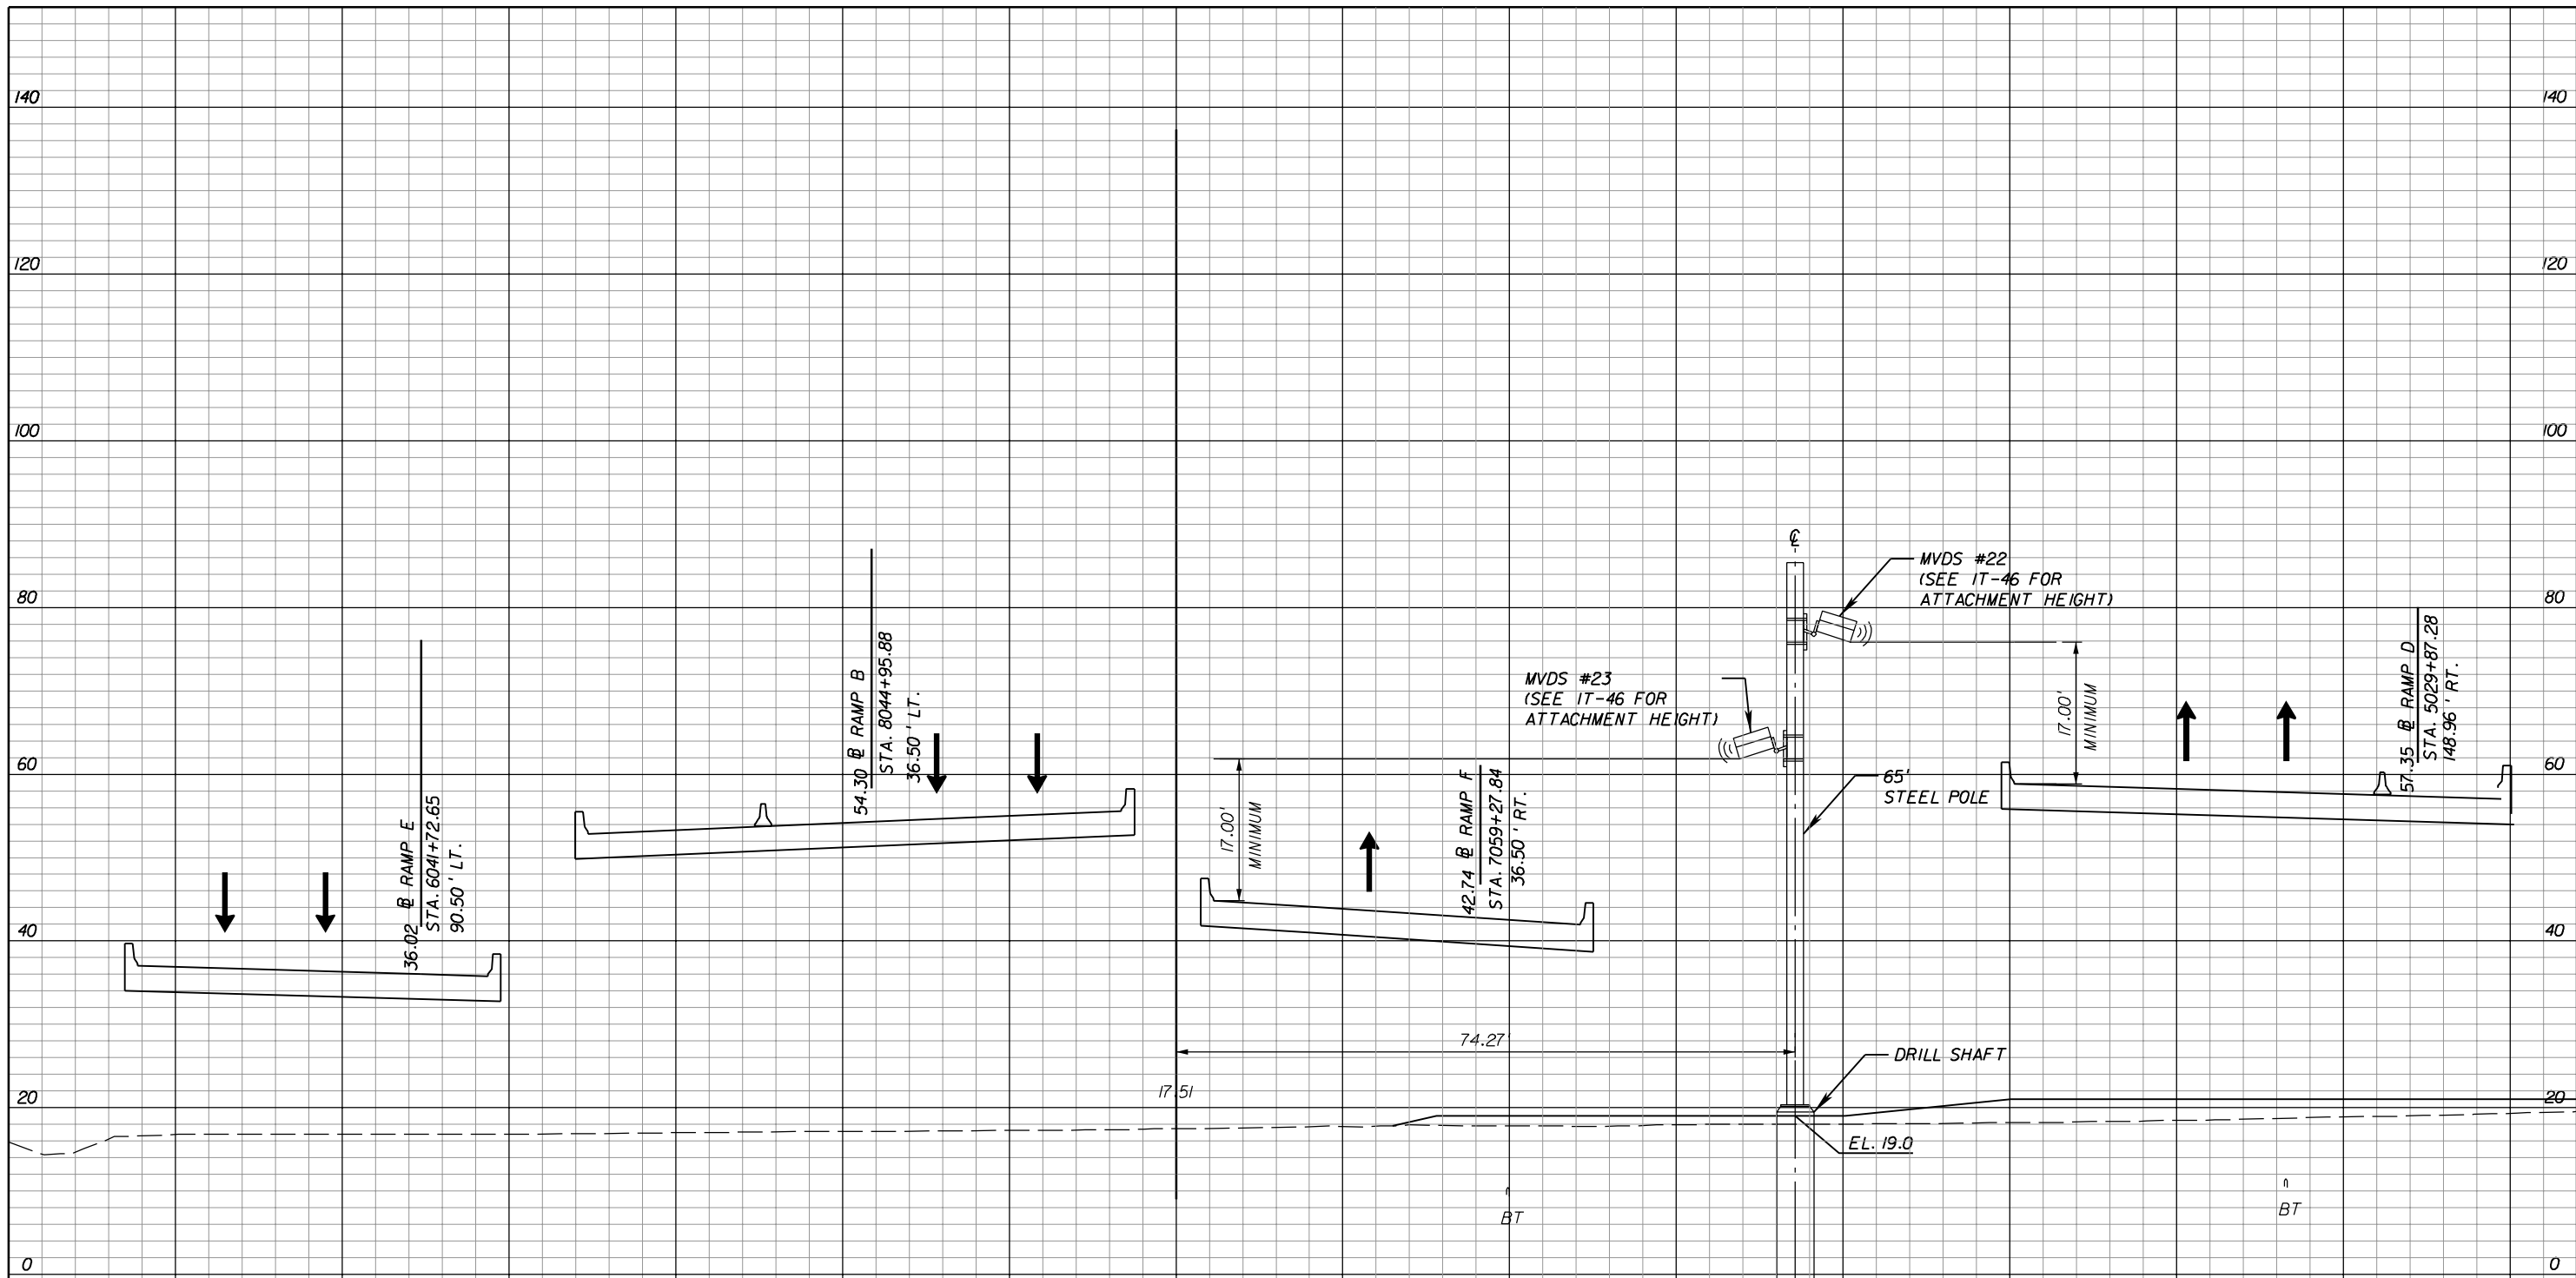 140
140
120
120
100
100
80
80
60
60
40
40
20
20
0
0
36.02 ℄ RAMP E
STA. 6041+72.65
90.50' LT.
54.30 ℄ RAMP B
STA. 8044+95.88
36.50' LT.
17.51
17.00'
MINIMUM
42.74 ℄ RAMP F
STA. 7059+27.84
36.50' RT.
MVDS #23
(SEE IT-46 FOR
ATTACHMENT HEIGHT)
℄
MVDS #22
(SEE IT-46 FOR
ATTACHMENT HEIGHT)
65'
STEEL POLE
17.00'
MINIMUM
57.35 ℄ RAMP D
STA. 5029+87.28
148.96' RT.
74.27'
DRILL SHAFT
EL. 19.0
BT
BT